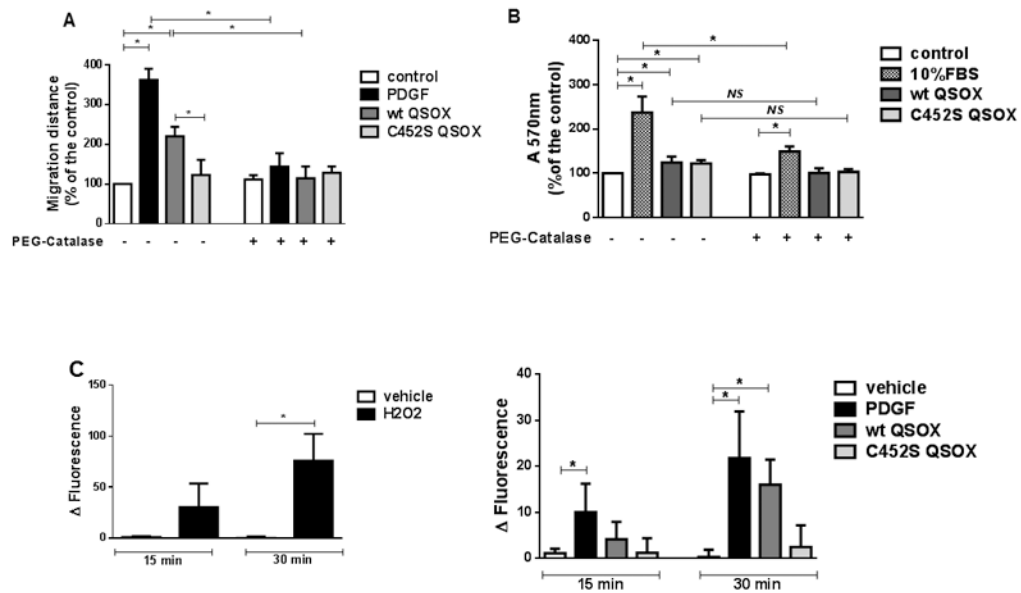 A
*
*
*
*
*
Migration distance
(% of the control)
400
300
200
100
0
PEG-Catalase - - - - + + + +
control
PDGF
wt QSOX
C452S QSOX
B
*
*
*
*
*
NS
NS
*
A 570nm
(%of the control)
400
300
200
100
0
PEG-Catalase - - - - + + + +
control
10%FBS
wt QSOX
C452S QSOX
C
Δ Fluorescence
150
100
50
0
*
15 min 30 min
vehicle
H2O2
Δ Fluorescence
40
30
20
10
0
*
*
*
15 min 30 min
vehicle
PDGF
wt QSOX
C452S QSOX